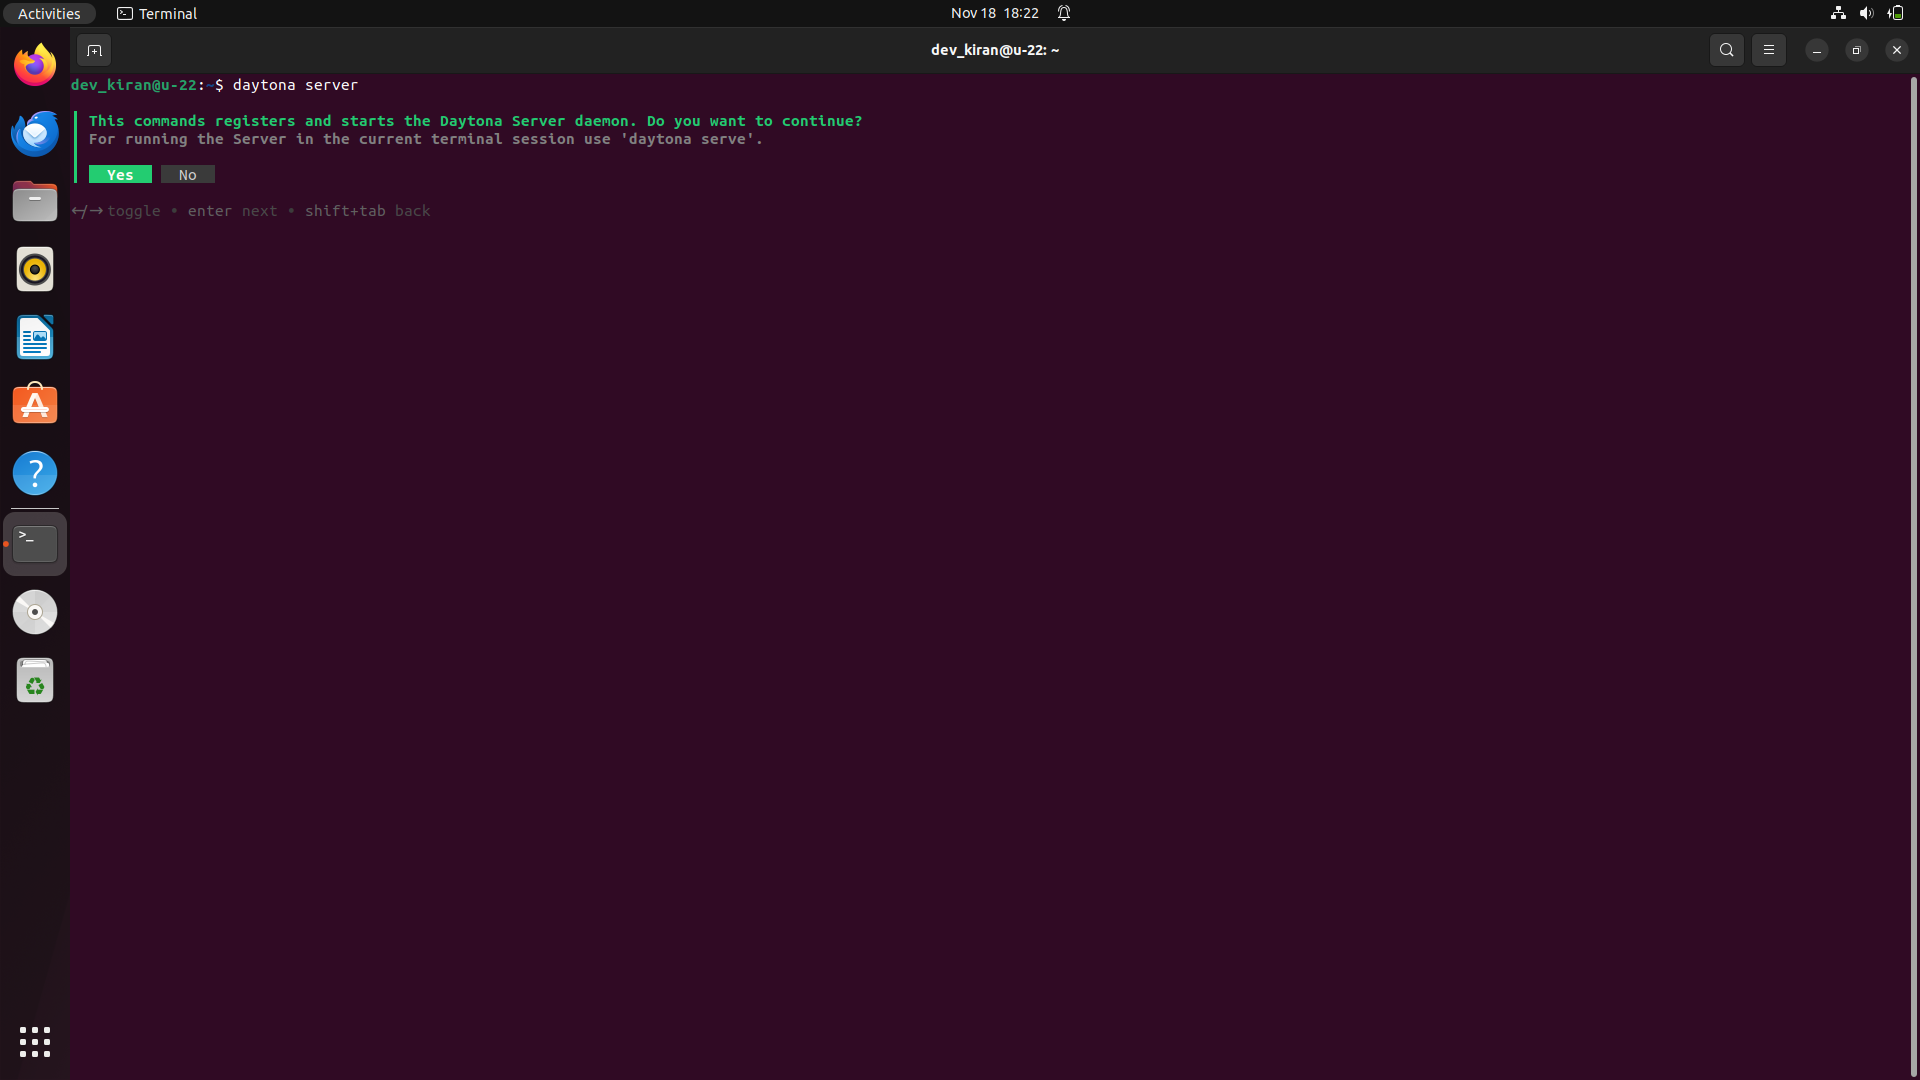 Activities
Terminal
Nov 18 18:22
dev_kiran@u-22: ~
dev_kiran@u-22:~$ daytona server
This commands registers and starts the Daytona Server daemon. Do you want to continue?
For running the Server in the current terminal session use 'daytona serve'.
Yes No
←/→ toggle • enter next • shift+tab back
>_